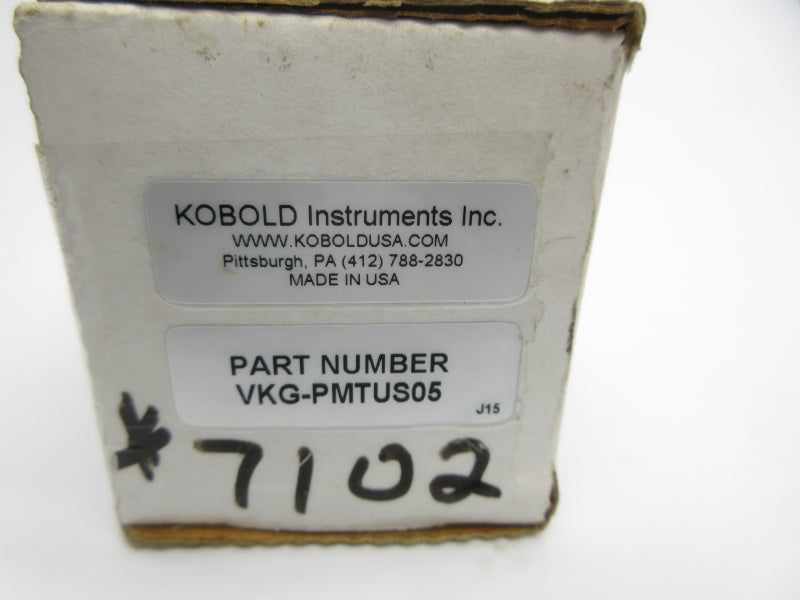 KOBOLD Instruments Inc.
WWW.KOBOLDUSA.COM
Pittsburgh, PA (412) 788-2830
MADE IN USA
PART NUMBER
VKG-PMTUS05
J15
* 7102